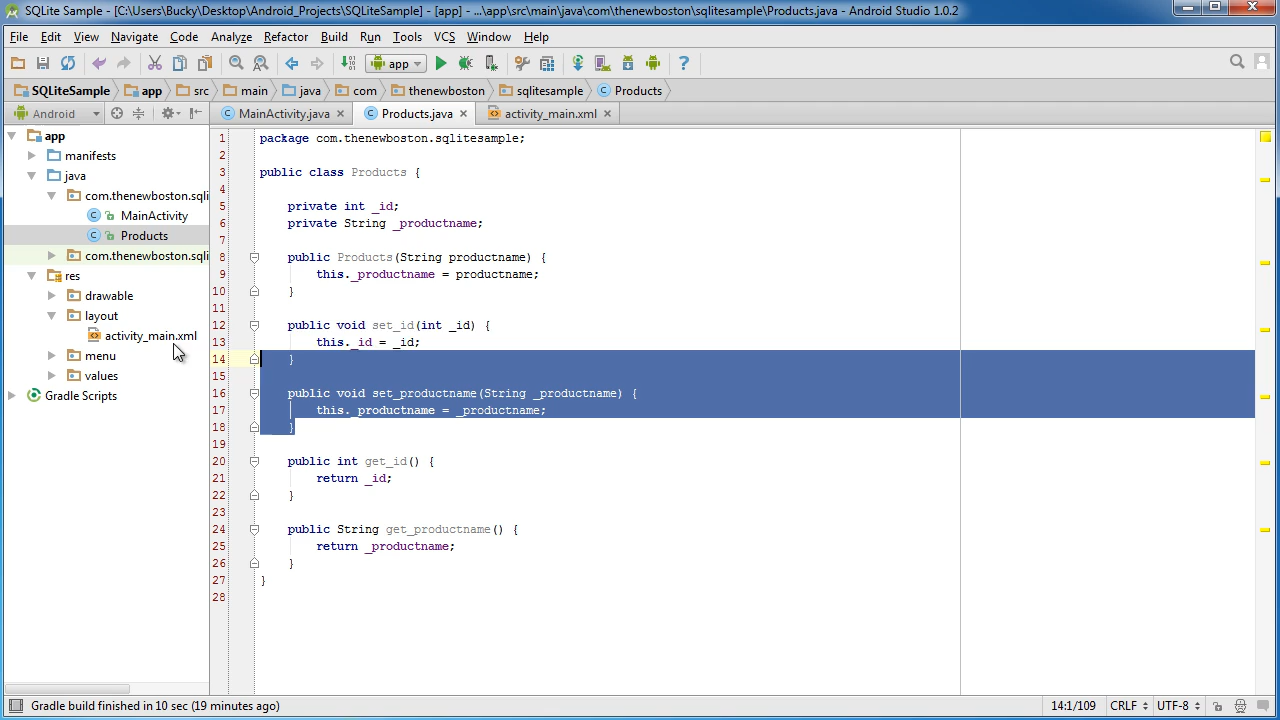 SQLite Sample - [C:\Users\Bucky\Desktop\Android_Projects\SQLiteSample] - [app] - ...\app\src\main\java\com\thenewboston\sqlitesample\Products.java - Android Studio 1.0.2
File Edit View Navigate Code Analyze Refactor Build Run Tools VCS Window Help
app
SQLiteSample app src main java com thenewboston sqlitesample Products
Android MainActivity.java Products.java activity_main.xml
app
manifests
java
com.thenewboston.sqli
MainActivity
Products
com.thenewboston.sqli
res
drawable
layout
activity_main.xml
menu
values
Gradle Scripts
1 package com.thenewboston.sqlitesample;
2
3 public class Products {
4
5 private int _id;
6 private String _productname;
7
8 public Products(String productname) {
9 this._productname = productname;
10 }
11
12 public void set_id(int _id) {
13 this._id = _id;
14 }
15
16 public void set_productname(String _productname) {
17 this._productname = _productname;
18 }
19
20 public int get_id() {
21 return _id;
22 }
23
24 public String get_productname() {
25 return _productname;
26 }
27 }
28
Gradle build finished in 10 sec (19 minutes ago) 14:1/109 CRLF UTF-8